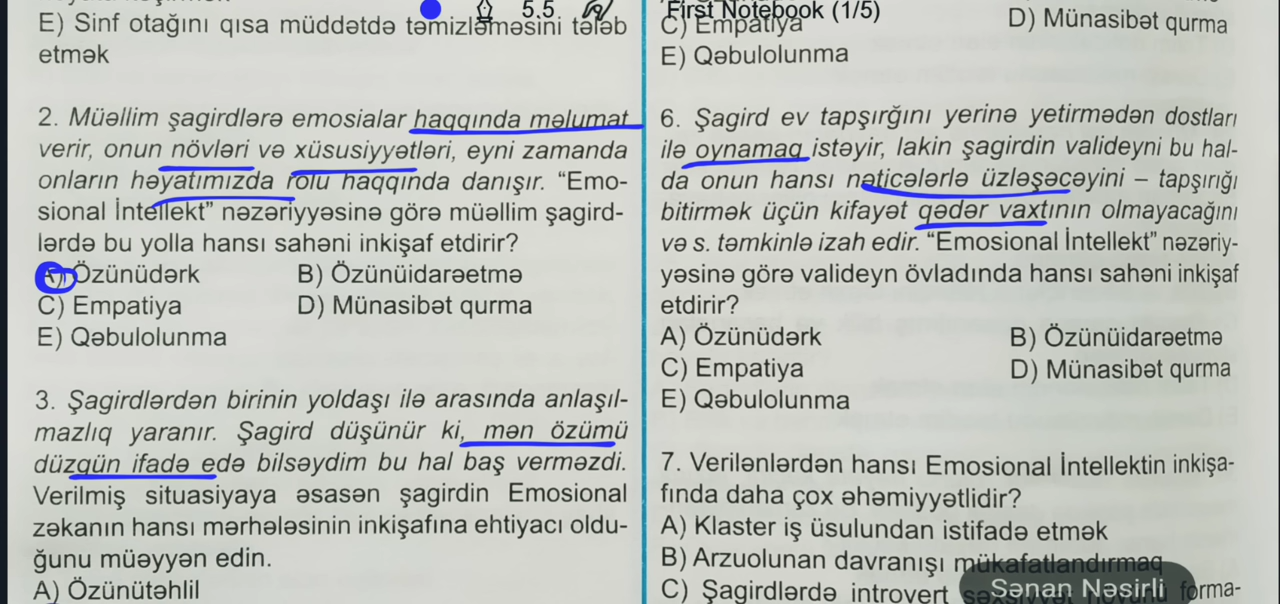 5.5
E) Sinf otağını qısa müddətdə təmizləməsini tələb
etmək
2. Müəllim şagirdlərə emosialar haqqında məlumat
verir, onun növləri və xüsusiyyətləri, eyni zamanda
onların həyatımızda rolu haqqında danışır. “Emo-
sional İntellekt” nəzəriyyəsinə görə müəllim şagird-
lərdə bu yolla hansı sahəni inkişaf etdirir?
A) Özünüdərk B) Özünüidarəetmə
C) Empatiya D) Münasibət qurma
E) Qəbulolunma
3. Şagirdlərdən birinin yoldaşı ilə arasında anlaşıl-
mazlıq yaranır. Şagird düşünür ki, mən özümü
düzgün ifadə edə bilsəydim bu hal baş verməzdi.
Verilmiş situasiyaya əsasən şagirdin Emosional
zəkanın hansı mərhələsinin inkişafına ehtiyacı oldu-
ğunu müəyyən edin.
A) Özünütəhlil
First Notebook (1/5)
C) Empatiya D) Münasibət qurma
E) Qəbulolunma
6. Şagird ev tapşırğını yerinə yetirmədən dostları
ilə oynamaq istəyir, lakin şagirdin valideyni bu hal-
da onun hansı nəticələrlə üzləşəcəyini – tapşırığı
bitirmək üçün kifayət qədər vaxtının olmayacağını
və s. təmkinlə izah edir. “Emosional İntellekt” nəzəriy-
yəsinə görə valideyn övladında hansı sahəni inkişaf
etdirir?
A) Özünüdərk B) Özünüidarəetmə
C) Empatiya D) Münasibət qurma
E) Qəbulolunma
7. Verilənlərdən hansı Emosional İntellektin inkişa-
fında daha çox əhəmiyyətlidir?
A) Klaster iş üsulundan istifadə etmək
B) Arzuolunan davranışı mükafatlandırmaq
C) Şagirdlərdə introvert forma-
Sənan Nəsirli